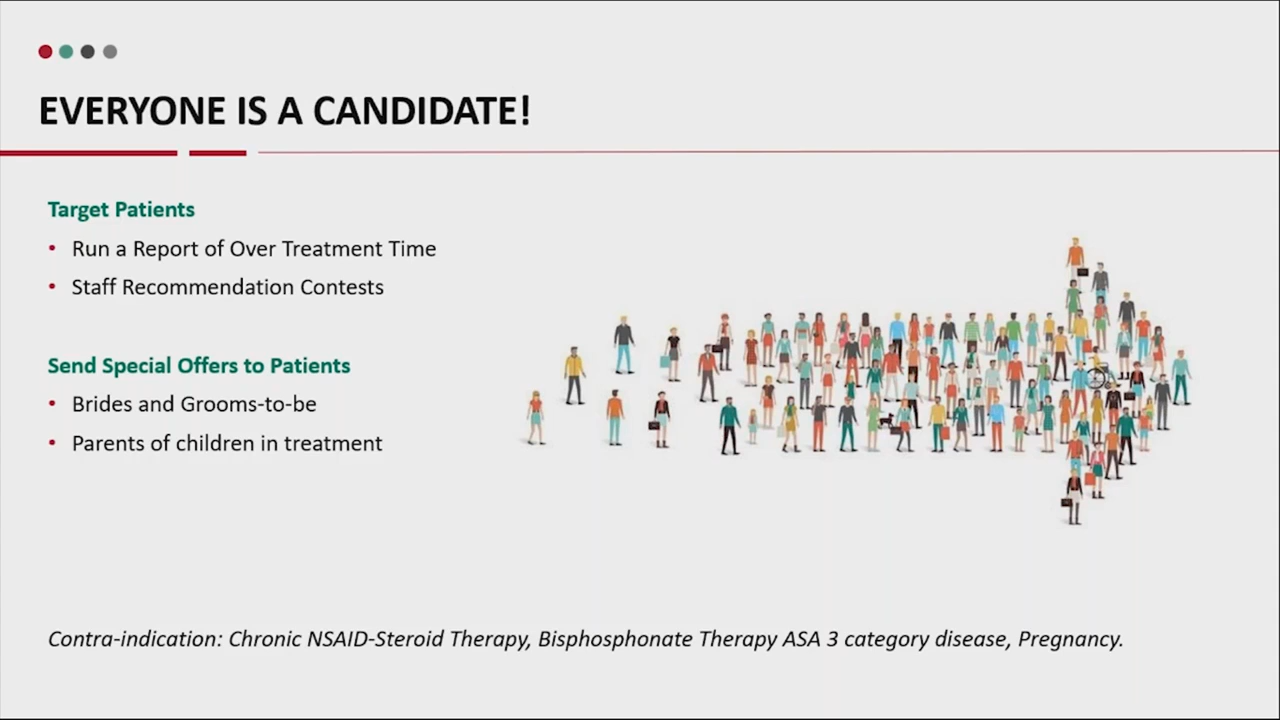 EVERYONE IS A CANDIDATE!
Target Patients
• Run a Report of Over Treatment Time
• Staff Recommendation Contests
Send Special Offers to Patients
• Brides and Grooms-to-be
• Parents of children in treatment
Contra-indication: Chronic NSAID-Steroid Therapy, Bisphosphonate Therapy ASA 3 category disease, Pregnancy.